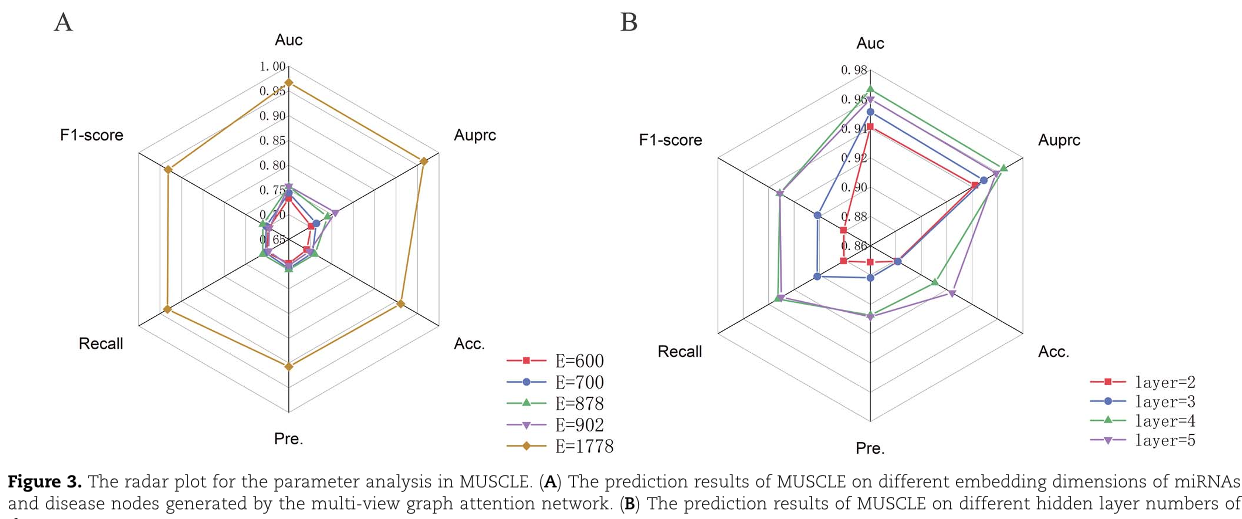 A
Auc
1.00
0.95
0.90
0.85
0.80
0.75
0.70
0.65
F1-score
Auprc
Recall
Acc.
Pre.
E=600
E=700
E=878
E=902
E=1778
B
Auc
0.98
0.96
0.94
0.92
0.90
0.88
0.86
F1-score
Auprc
Recall
Acc.
Pre.
layer=2
layer=3
layer=4
layer=5
Figure 3. The radar plot for the parameter analysis in MUSCLE. (A) The prediction results of MUSCLE on different embedding dimensions of miRNAs
and disease nodes generated by the multi-view graph attention network. (B) The prediction results of MUSCLE on different hidden layer numbers of